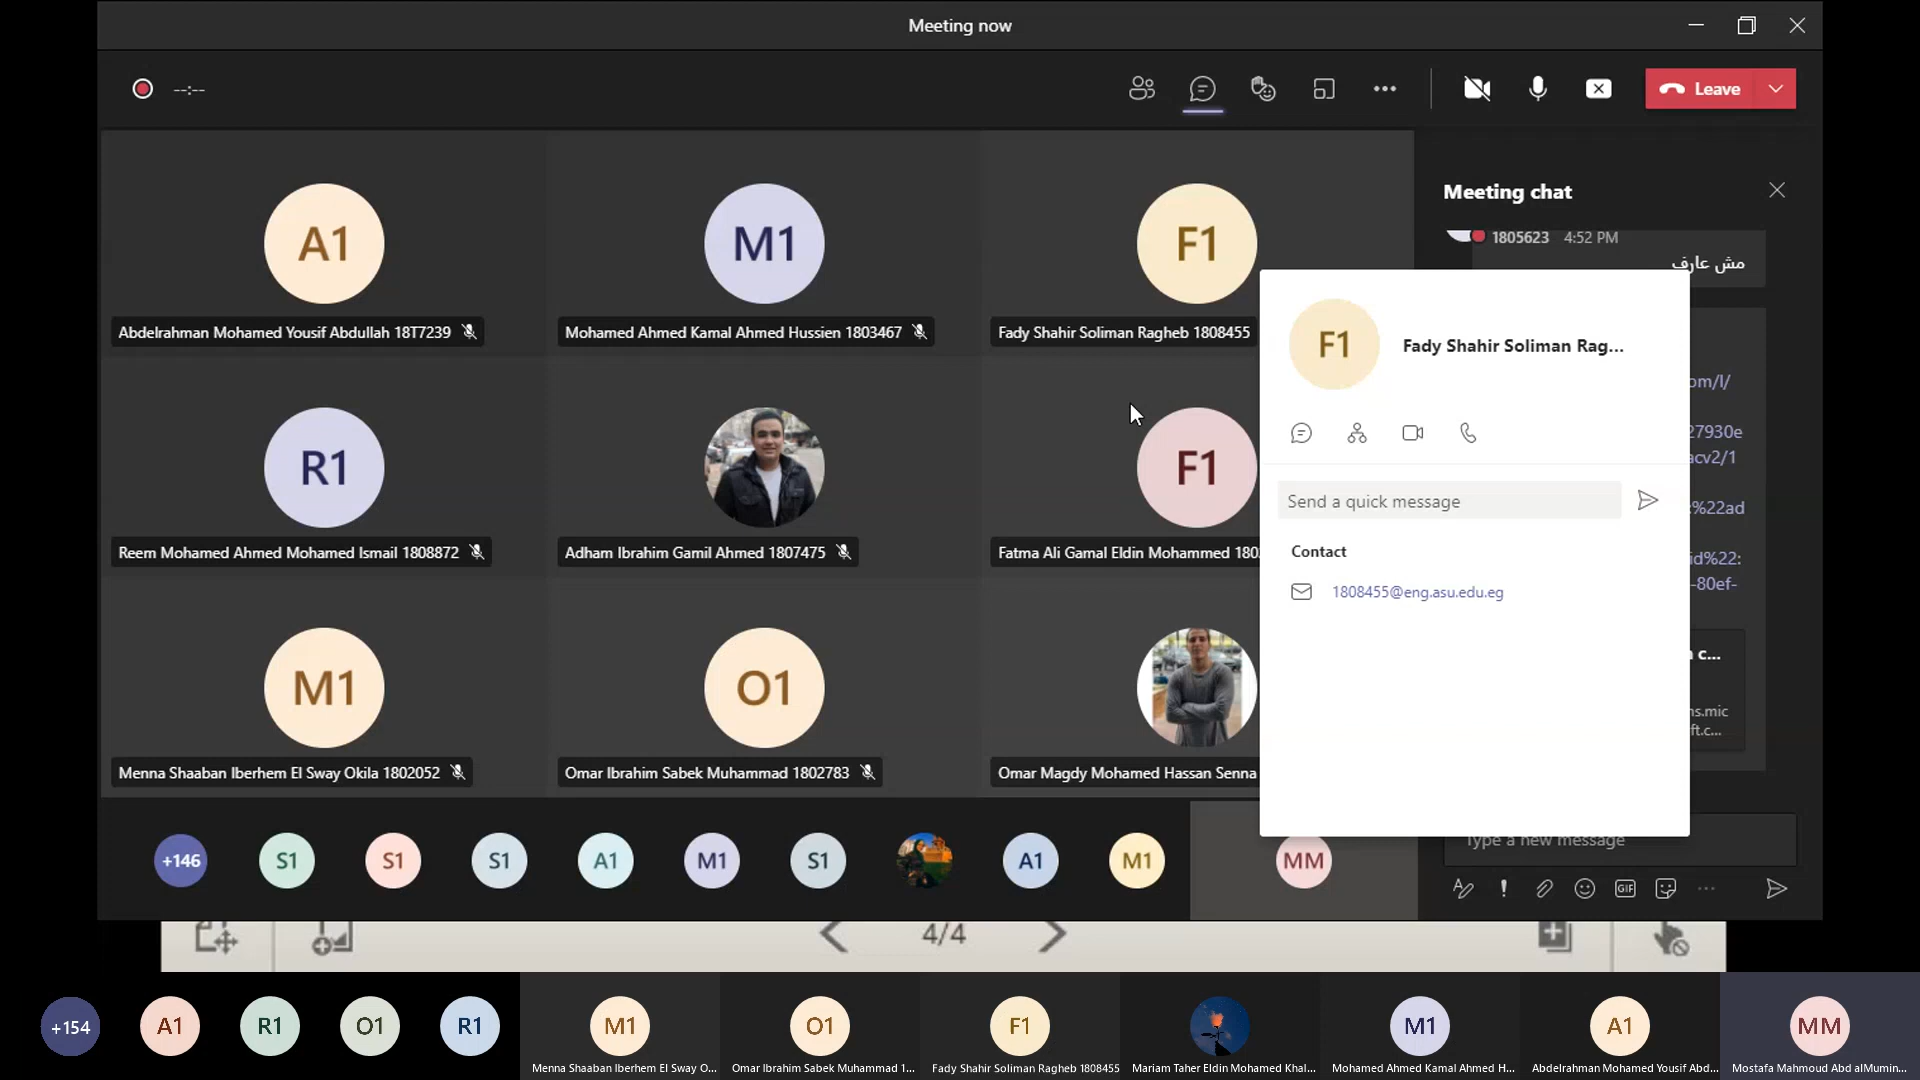 Meeting now
--:--
Leave
A1
M1
F1
Abdelrahman Mohamed Yousif Abdullah 18T7239
Mohamed Ahmed Kamal Ahmed Hussien 1803467
Fady Shahir Soliman Ragheb 1808455
R1
F1
Reem Mohamed Ahmed Mohamed Ismail 1808872
Adham Ibrahim Gamil Ahmed 1807475
Fatma Ali Gamal Eldin Mohammed 180
M1
O1
Menna Shaaban Iberhem El Sway Okila 1802052
Omar Ibrahim Sabek Muhammad 1802783
Omar Magdy Mohamed Hassan Senna
+146
S1
S1
S1
A1
M1
S1
A1
M1
MM
Meeting chat
1805623 4:52 PM
مش عارف
F1
Fady Shahir Soliman Rag...
Send a quick message
Contact
1808455@eng.asu.edu.eg
om/l/
27930e
acv2/1
%22ad
id%22:
-80ef-
c...
ns.mic
ft.c...
Type a new message
GIF
4/4
+154
A1
R1
O1
R1
M1
O1
F1
M1
A1
MM
Menna Shaaban Iberhem El Sway O...
Omar Ibrahim Sabek Muhammad 1...
Fady Shahir Soliman Ragheb 1808455
Mariam Taher Eldin Mohamed Khal...
Mohamed Ahmed Kamal Ahmed H...
Abdelrahman Mohamed Yousif Abd...
Mostafa Mahmoud Abd alMumin...